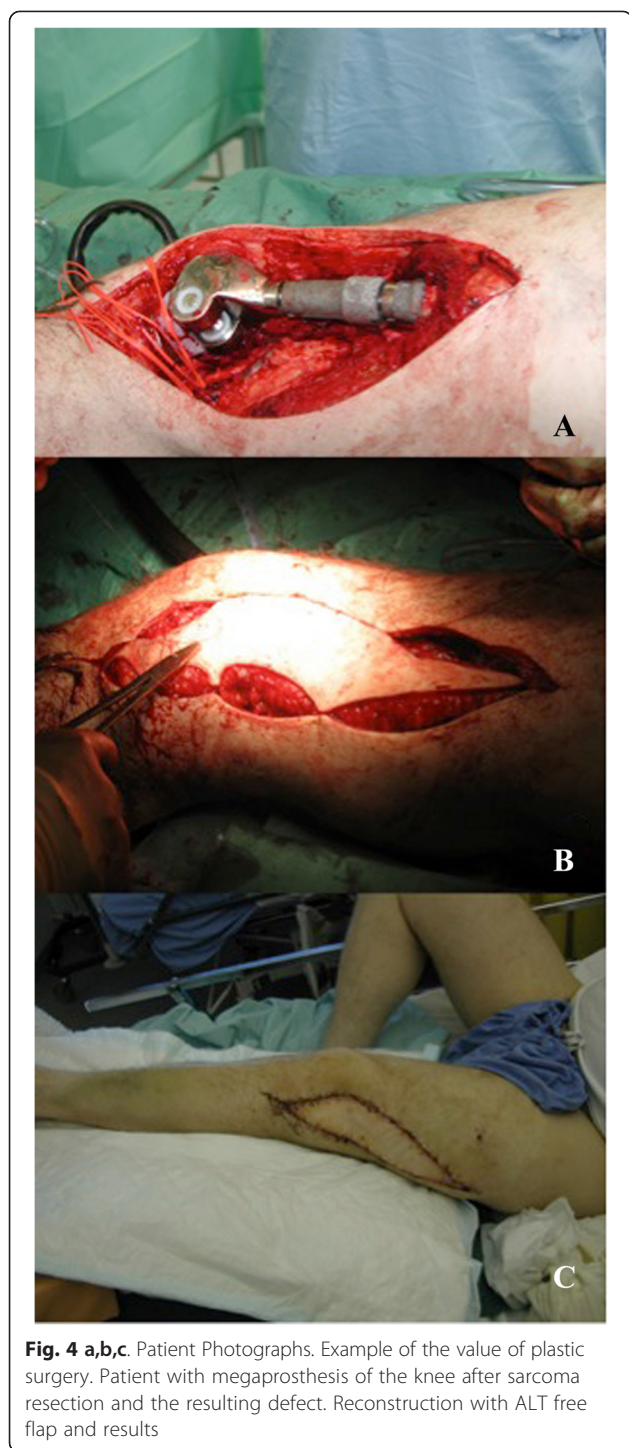 A
B
C
Fig. 4 a,b,c. Patient Photographs. Example of the value of plastic
surgery. Patient with megaprosthesis of the knee after sarcoma
resection and the resulting defect. Reconstruction with ALT free
flap and results